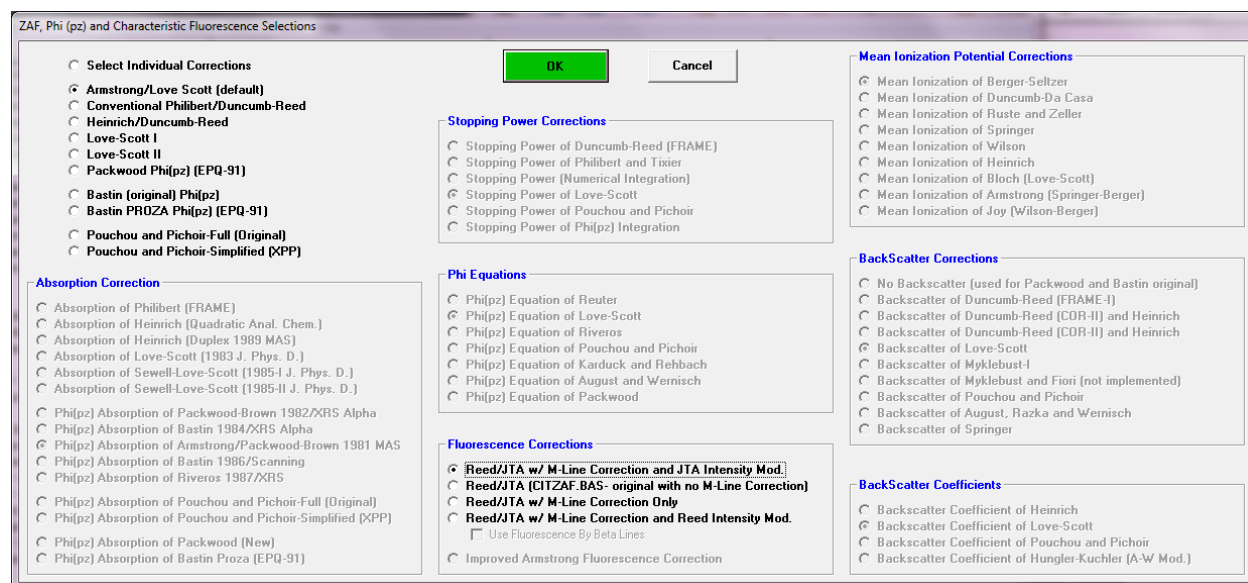 ZAF, Phi (pz) and Characteristic Fluorescence Selections
Select Individual Corrections
Armstrong/Love Scott (default)
Conventional Philibert/Duncumb-Reed
Heinrich/Duncumb-Reed
Love-Scott I
Love-Scott II
Packwood Phi(pz) (EPQ-91)
Bastin (original) Phi(pz)
Bastin PROZA Phi(pz) (EPQ-91)
Pouchou and Pichoir-Full (Original)
Pouchou and Pichoir-Simplified (XPP)
Absorption Correction
Absorption of Philibert (FRAME)
Absorption of Heinrich (Quadratic Anal. Chem.)
Absorption of Heinrich (Duplex 1989 MAS)
Absorption of Love-Scott (1983 J. Phys. D.)
Absorption of Sewell-Love-Scott (1985-I J. Phys. D.)
Absorption of Sewell-Love-Scott (1985-II J. Phys. D.)
Phi(pz) Absorption of Packwood-Brown 1982/XRS Alpha
Phi(pz) Absorption of Bastin 1984/XRS Alpha
Phi(pz) Absorption of Armstrong/Packwood-Brown 1981 MAS
Phi(pz) Absorption of Bastin 1986/Scanning
Phi(pz) Absorption of Riveros 1987/XRS
Phi(pz) Absorption of Pouchou and Pichoir-Full (Original)
Phi(pz) Absorption of Pouchou and Pichoir-Simplified (XPP)
Phi(pz) Absorption of Packwood (New)
Phi(pz) Absorption of Bastin Proza (EPQ-91)
OK
Cancel
Stopping Power Corrections
Stopping Power of Duncumb-Reed (FRAME)
Stopping Power of Philibert and Tixier
Stopping Power (Numerical Integration)
Stopping Power of Love-Scott
Stopping Power of Pouchou and Pichoir
Stopping Power of Phi(pz) Integration
Phi Equations
Phi(pz) Equation of Reuter
Phi(pz) Equation of Love-Scott
Phi(pz) Equation of Riveros
Phi(pz) Equation of Pouchou and Pichoir
Phi(pz) Equation of Karduck and Rehbach
Phi(pz) Equation of August and Wernisch
Phi(pz) Equation of Packwood
Fluorescence Corrections
Reed/JTA w/ M-Line Correction and JTA Intensity Mod.
Reed/JTA (CITZAF.BAS- original with no M-Line Correction)
Reed/JTA w/ M-Line Correction Only
Reed/JTA w/ M-Line Correction and Reed Intensity Mod.
Use Fluorescence By Beta Lines
Improved Armstrong Fluorescence Correction
Mean Ionization Potential Corrections
Mean Ionization of Berger-Seltzer
Mean Ionization of Duncumb-Da Casa
Mean Ionization of Ruste and Zeller
Mean Ionization of Springer
Mean Ionization of Wilson
Mean Ionization of Heinrich
Mean Ionization of Bloch (Love-Scott)
Mean Ionization of Armstrong (Springer-Berger)
Mean Ionization of Joy (Wilson-Berger)
BackScatter Corrections
No Backscatter (used for Packwood and Bastin original)
Backscatter of Duncumb-Reed (FRAME-I)
Backscatter of Duncumb-Reed (COR-II) and Heinrich
Backscatter of Duncumb-Reed (COR-II) and Heinrich
Backscatter of Love-Scott
Backscatter of Myklebust-I
Backscatter of Myklebust and Fiori (not implemented)
Backscatter of Pouchou and Pichoir
Backscatter of August, Razka and Wernisch
Backscatter of Springer
BackScatter Coefficients
Backscatter Coefficient of Heinrich
Backscatter Coefficient of Love-Scott
Backscatter Coefficient of Pouchou and Pichoir
Backscatter Coefficient of Hungler-Kuchler (A-W Mod.)